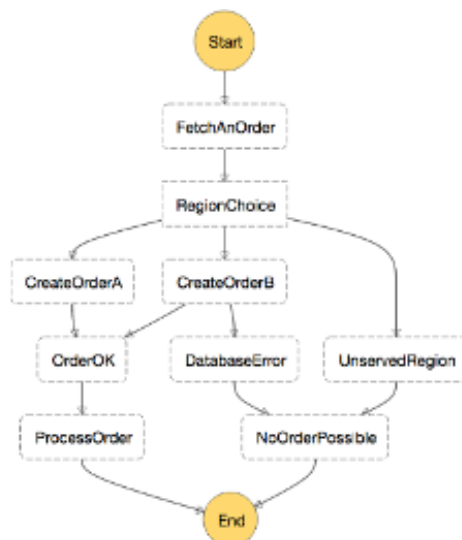 Start
FetchAnOrder
RegionChoice
CreateOrderA
CreateOrderB
OrderOK
DatabaseError
UnservedRegion
ProcessOrder
NoOrderPossible
End